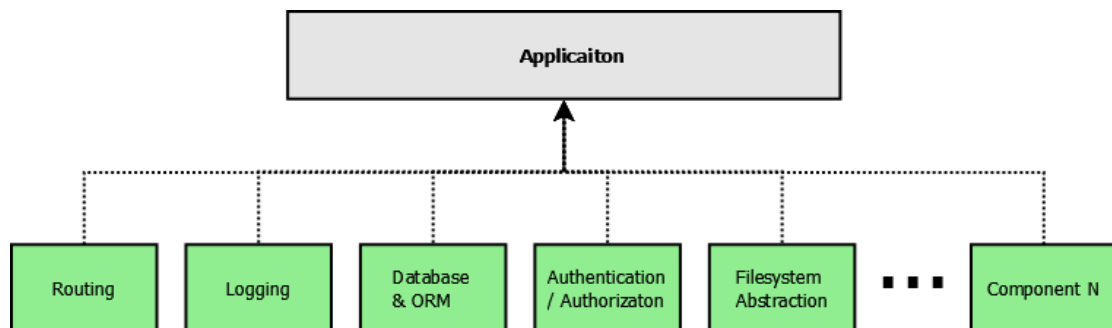 Applicaiton
Routing
Logging
Database
& ORM
Authentication
/ Authorizaton
Filesystem
Abstraction
Component N